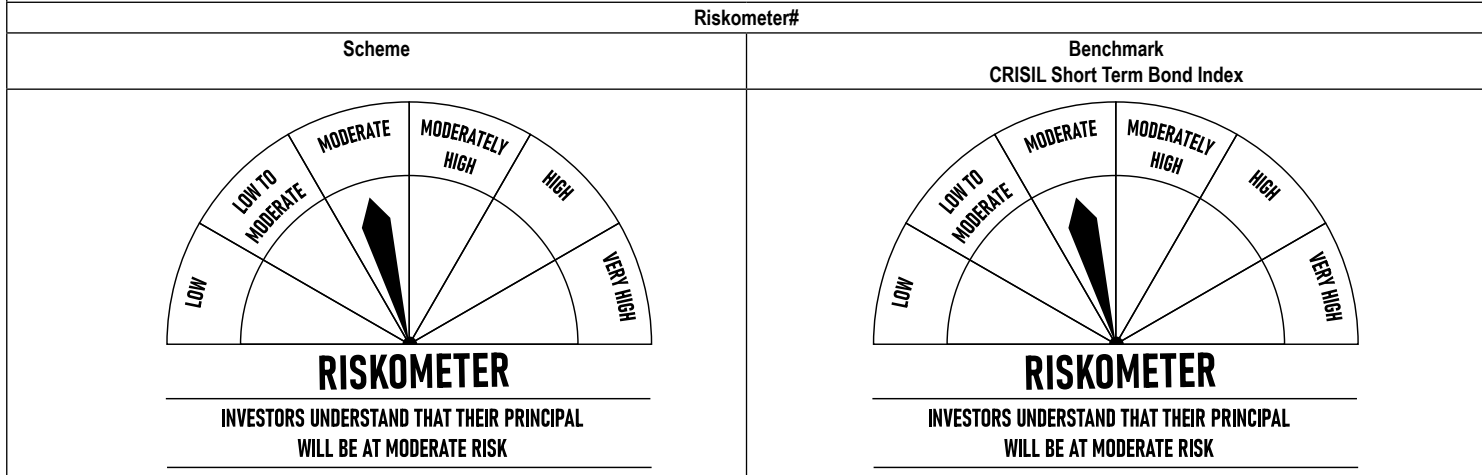 Riskometer#
Scheme
Benchmark
CRISIL Short Term Bond Index
LOW
LOW TO
MODERATE
MODERATE
MODERATELY
HIGH
HIGH
VERY HIGH
RISKOMETER
INVESTORS UNDERSTAND THAT THEIR PRINCIPAL
WILL BE AT MODERATE RISK
LOW
LOW TO
MODERATE
MODERATE
MODERATELY
HIGH
HIGH
VERY HIGH
RISKOMETER
INVESTORS UNDERSTAND THAT THEIR PRINCIPAL
WILL BE AT MODERATE RISK